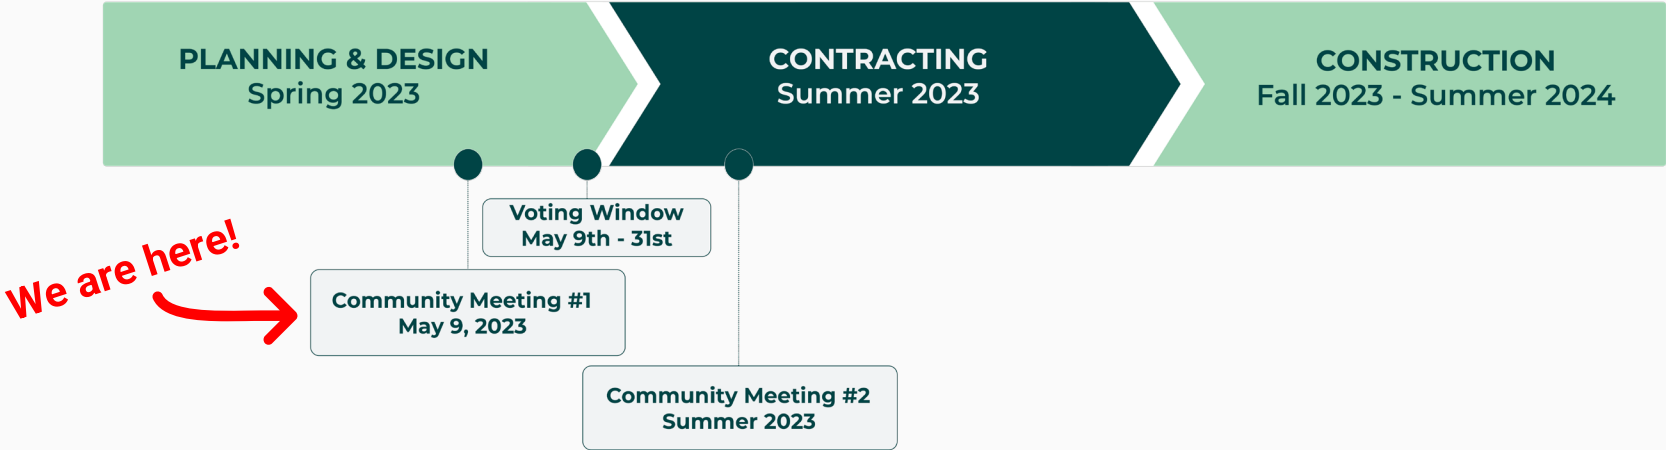 PLANNING & DESIGN
Spring 2023
CONTRACTING
Summer 2023
CONSTRUCTION
Fall 2023 - Summer 2024
Voting Window
May 9th - 31st
We are here!
Community Meeting #1
May 9, 2023
Community Meeting #2
Summer 2023